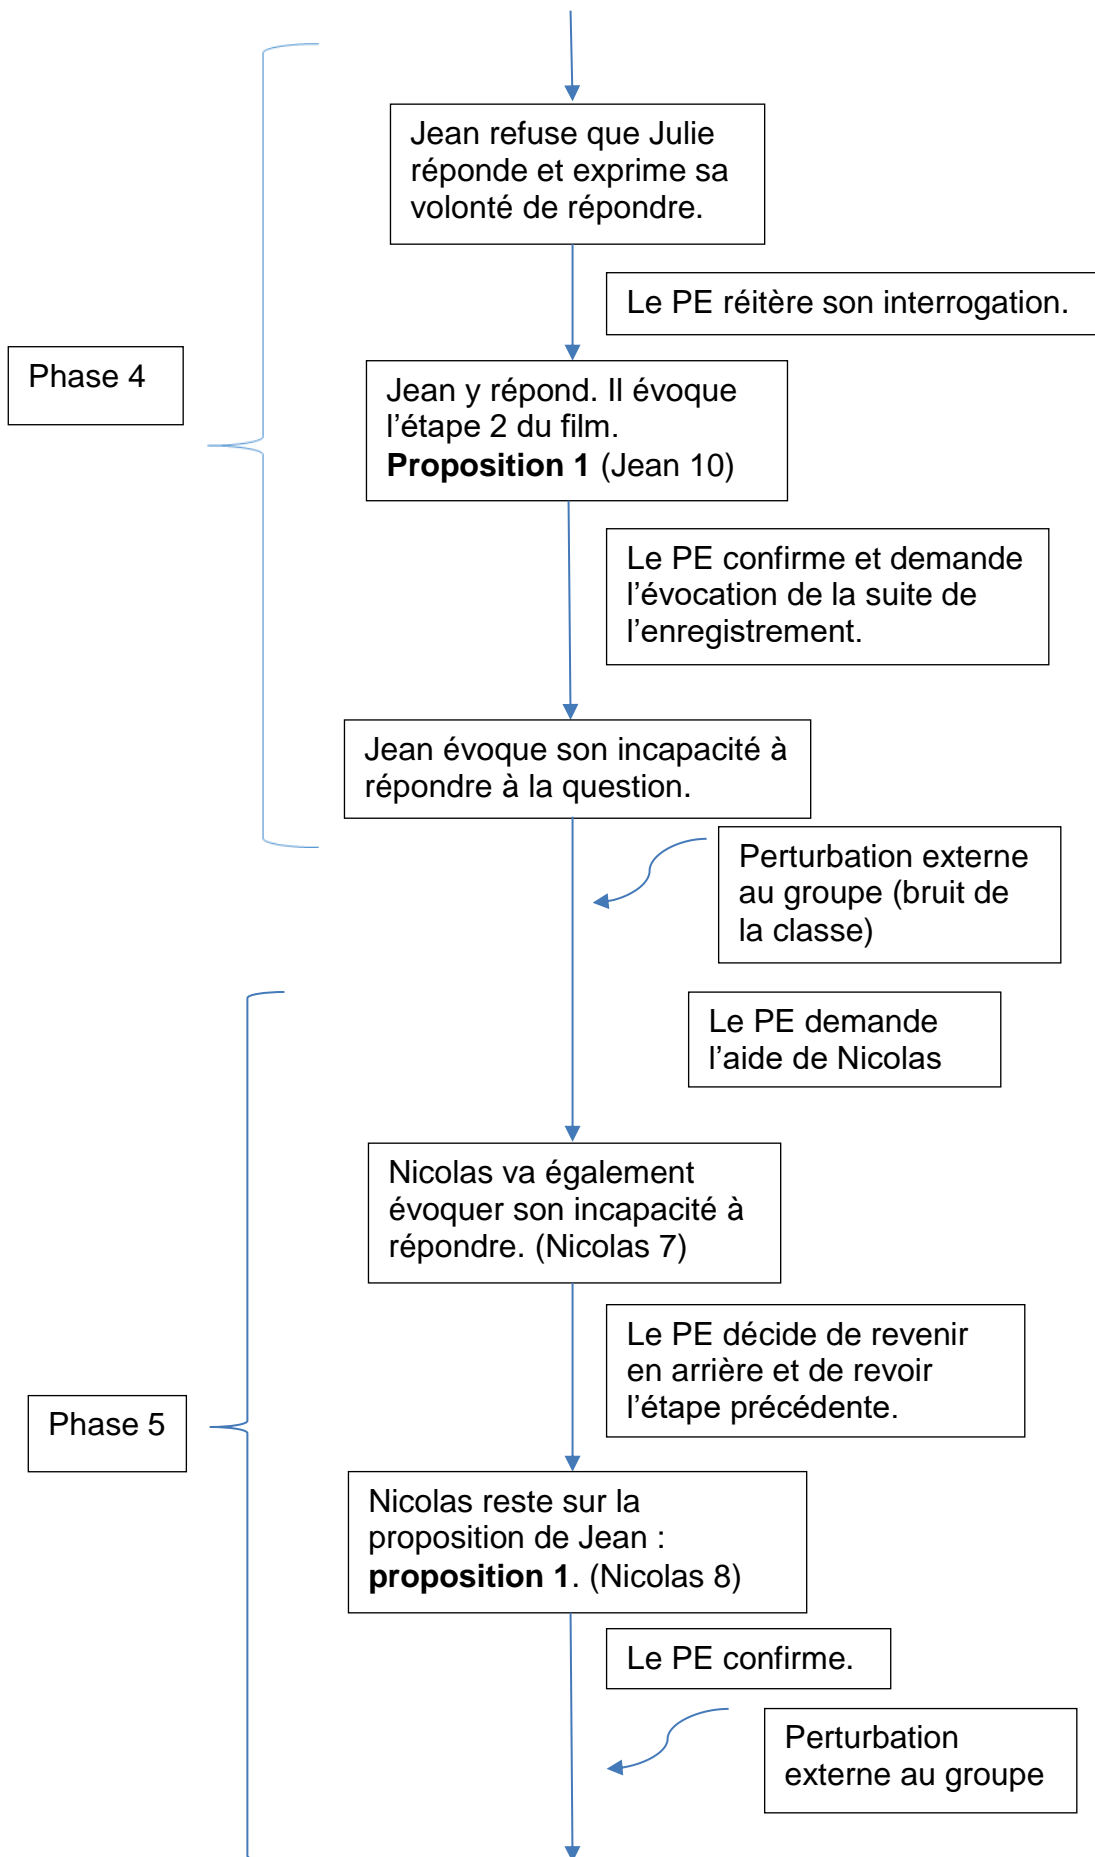 Jean refuse que Julie
réponde et exprime sa
volonté de répondre.
Le PE réitère son interrogation.
Phase 4
Jean y répond. Il évoque
l’étape 2 du film.
Proposition 1 (Jean 10)
Le PE confirme et demande
l’évocation de la suite de
l’enregistrement.
Jean évoque son incapacité à
répondre à la question.
Perturbation externe
au groupe (bruit de
la classe)
Le PE demande
l’aide de Nicolas
Nicolas va également
évoquer son incapacité à
répondre. (Nicolas 7)
Le PE décide de revenir
en arrière et de revoir
l’étape précédente.
Phase 5
Nicolas reste sur la
proposition de Jean :
proposition 1. (Nicolas 8)
Le PE confirme.
Perturbation
externe au groupe